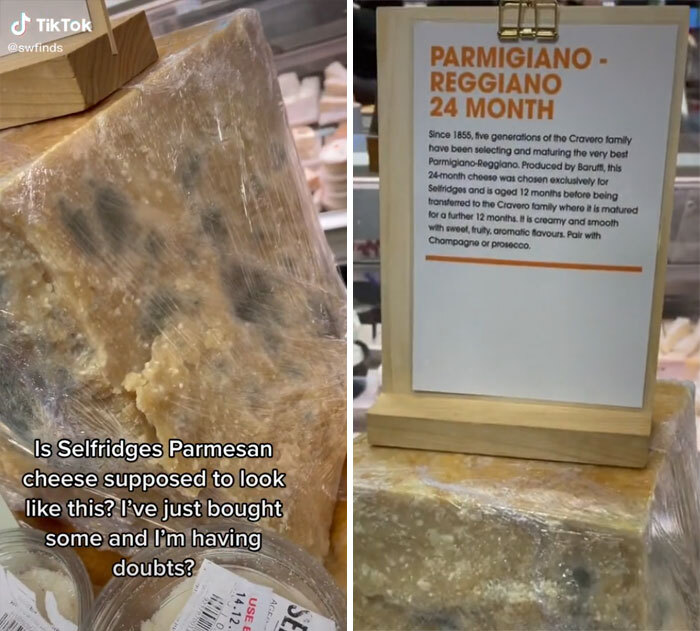 TikTok
@swfinds
Is Selfridges Parmesan
cheese supposed to look
like this? I've just bought
some and I'm having
doubts?
USE
14-12.
PARMIGIANO -
REGGIANO
24 MONTH
Since 1855, five generations of the Cravero family
have been selecting and maturing the very best
Parmigiano-Reggiano. Produced by Baruffi, this
24-month cheese was chosen exclusively for
Selfridges and is aged 12 months before being
transferred to the Cravero family where it is matured
for a further 12 months. It is creamy and smooth
with sweet, fruity, aromatic flavours. Pair with
Champagne or prosecco.